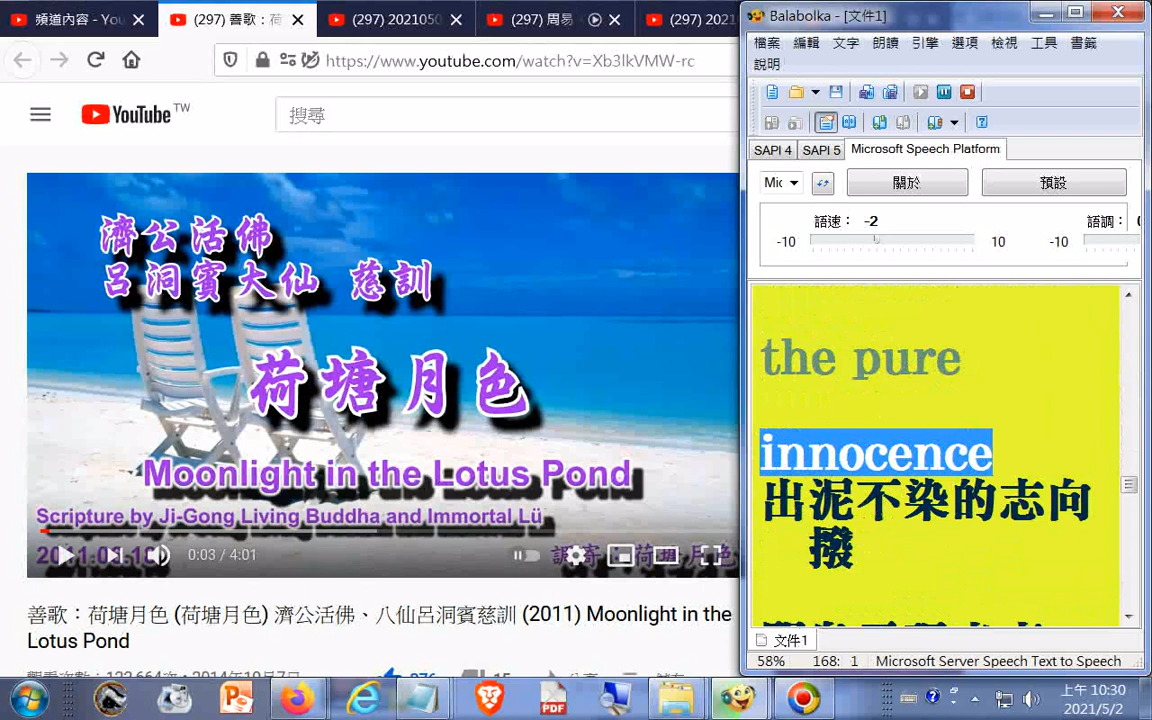 頻道內容 - You
(297) 善歌：荷
(297) 2021050
(297) 周易
(297) 2021
Balabolka - [文件1]
https://www.youtube.com/watch?v=Xb3lkVMW-rc
檔案 編輯 文字 朗讀 引擎 選項 檢視 工具 書籤
說明
YouTube TW
搜尋
SAPI 4 SAPI 5 Microsoft Speech Platform
Mic
關於
預設
語速： -2
語調： 0
-10 10 -10
濟公活佛
呂洞賓大仙 慈訓
荷塘月色
Moonlight in the Lotus Pond
Scripture by Ji-Gong Living Buddha and Immortal Lü
0:03 / 4:01
調寄：荷塘月色
善歌：荷塘月色 (荷塘月色) 濟公活佛、八仙呂洞賓慈訓 (2011) Moonlight in the
Lotus Pond
the pure
innocence
出泥不染的志向
撥
文件1
58% 168: 1 Microsoft Server Speech Text to Speech
上午 10:30
2021/5/2